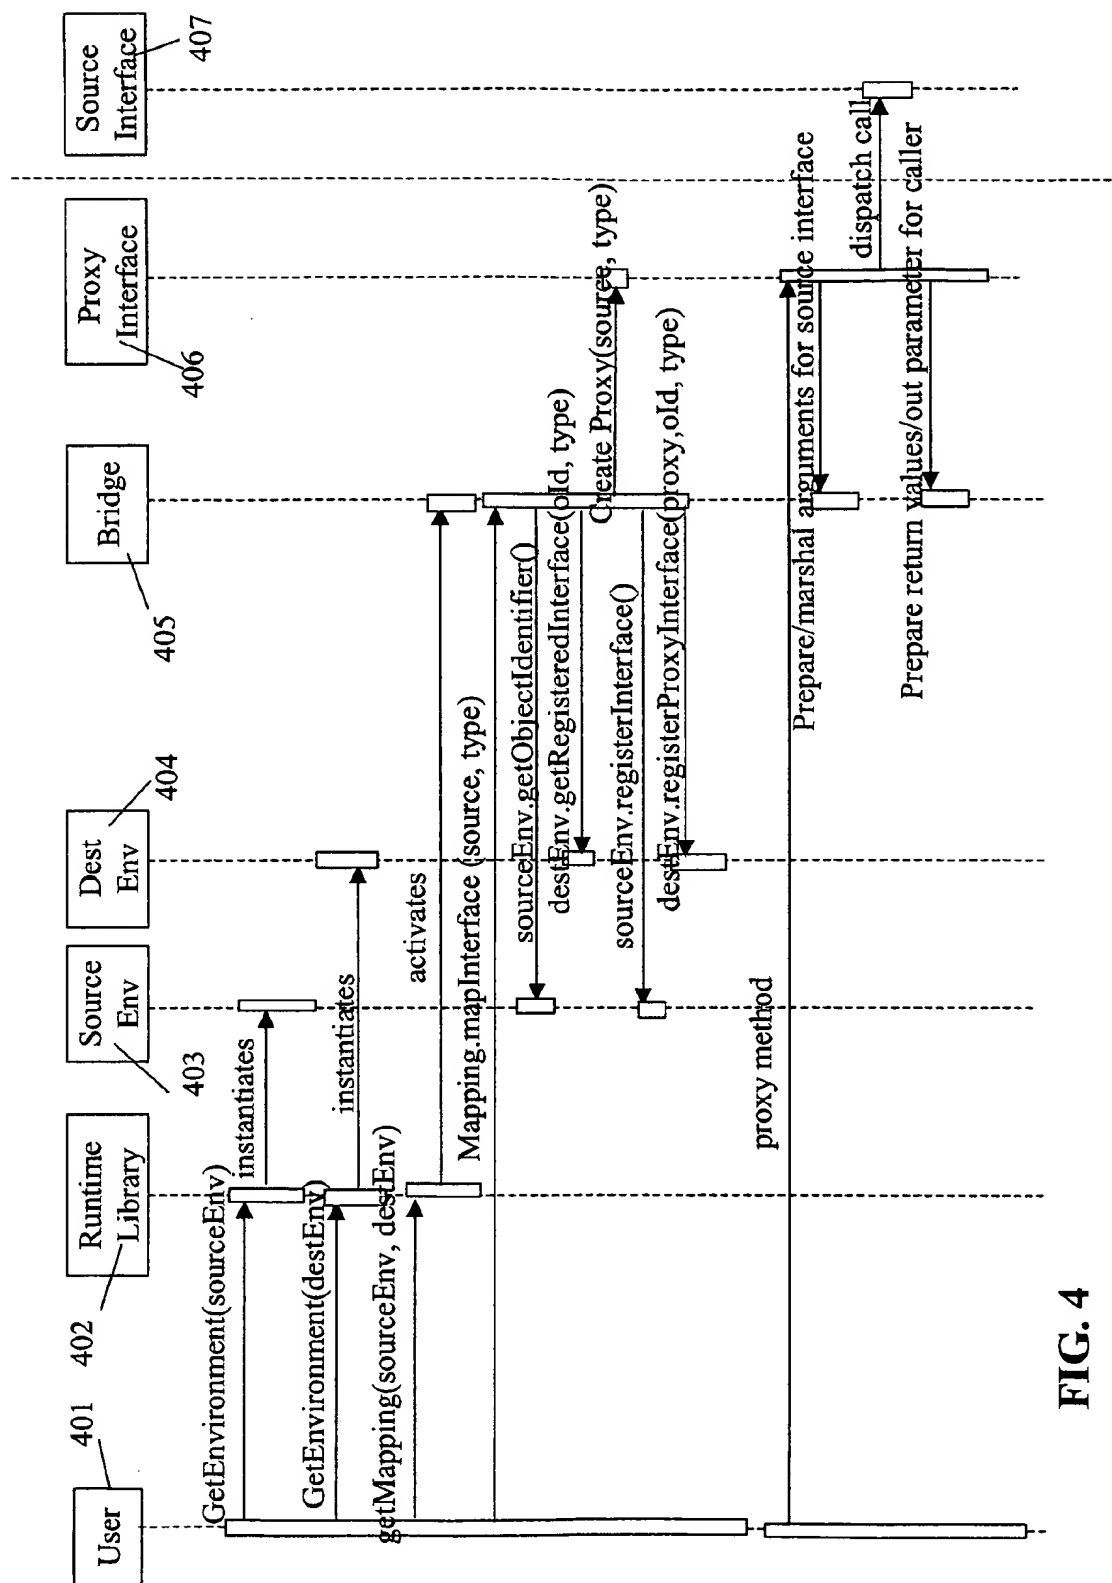 User
401
Runtime
Library
402
Source
Env
403
Dest
Env
404
Bridge
405
Proxy
Interface
406
Source
Interface
407
GetEnvironment(sourceEnv)
instantiates
GetEnvironment(destEnv)
instantiates
getMapping(sourceEnv, destEnv)
activates
Mapping.mapInterface (source, type)
sourceEnv.getObjectIdentifier()
destEnv.getRegisteredInterface(oId, type)
Create Proxy(source, type)
sourceEnv.registerInterface()
destEnv.registerProxyInterface(proxy,oId, type)
proxy method
Prepare/marshal arguments for source interface
dispatch call
Prepare return values/out parameter for caller
FIG. 4